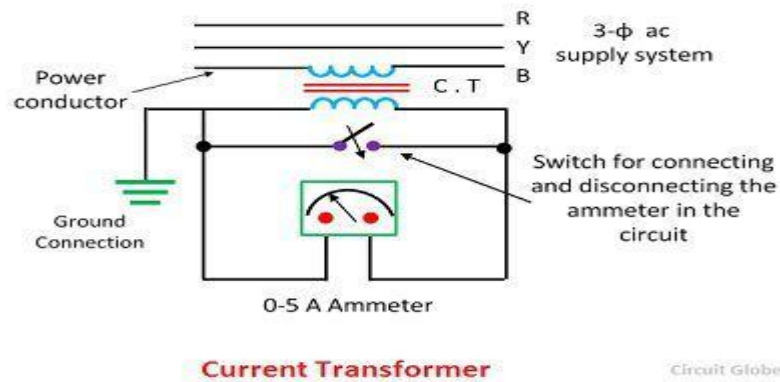 R
3-ϕ ac
Y
supply system
B
Power
conductor
C . T
Switch for connecting
and disconnecting the
ammeter in the
circuit
Ground
Connection
0-5 A Ammeter
Current Transformer
Circuit Globe